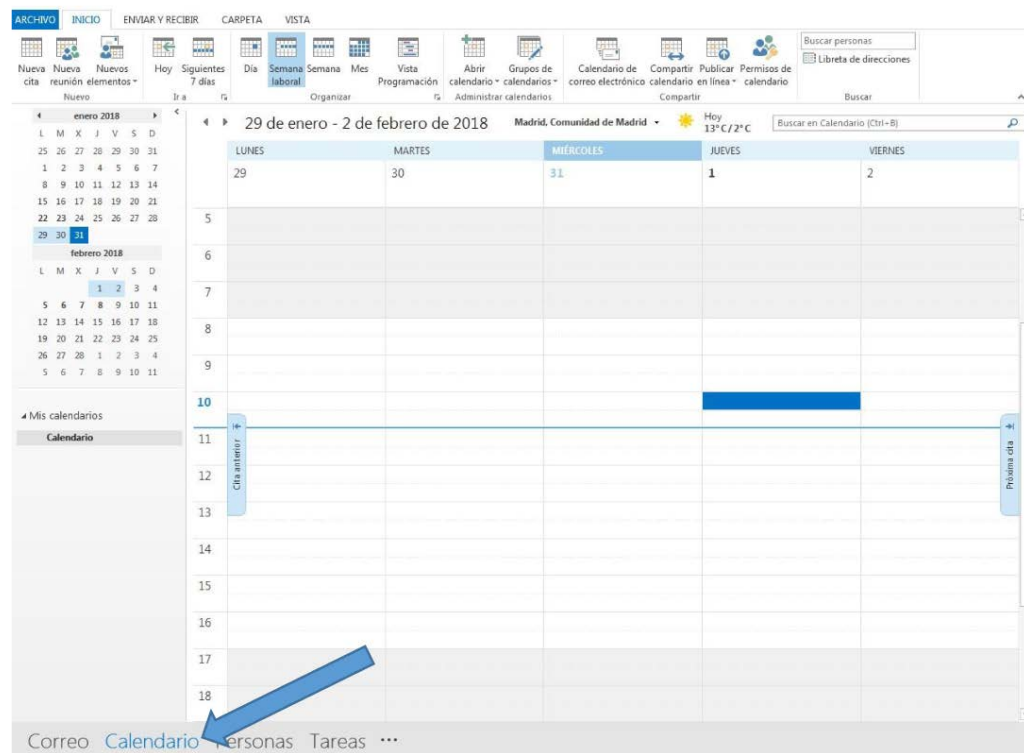 ARCHIVO INICIO ENVIAR Y RECIBIR CARPETA VISTA
Nueva cita
Nueva reunión
Nuevos elementos
Nuevo
Hoy
Siguientes 7 días
Ir a
Día
Semana laboral
Semana
Mes
Vista Programación
Organizar
Abrir calendario
Grupos de calendarios
Administrar calendarios
Calendario de correo electrónico
Compartir calendario
Publicar en línea
Permisos de calendario
Compartir
Buscar personas
Libreta de direcciones
Buscar
enero 2018
L M X J V S D
25 26 27 28 29 30 31
1 2 3 4 5 6 7
8 9 10 11 12 13 14
15 16 17 18 19 20 21
22 23 24 25 26 27 28
29 30 31
febrero 2018
L M X J V S D
1 2 3 4
5 6 7 8 9 10 11
12 13 14 15 16 17 18
19 20 21 22 23 24 25
26 27 28 1 2 3 4
5 6 7 8 9 10 11
Mis calendarios
Calendario
29 de enero - 2 de febrero de 2018
Madrid, Comunidad de Madrid
Hoy
13°C/2°C
Buscar en Calendario (Ctrl+B)
LUNES MARTES MIÉRCOLES JUEVES VIERNES
29 30 31 1 2
5
6
7
8
9
10
11
12
13
14
15
16
17
18
Cita anterior
Próxima cita
Correo Calendario Personas Tareas ···